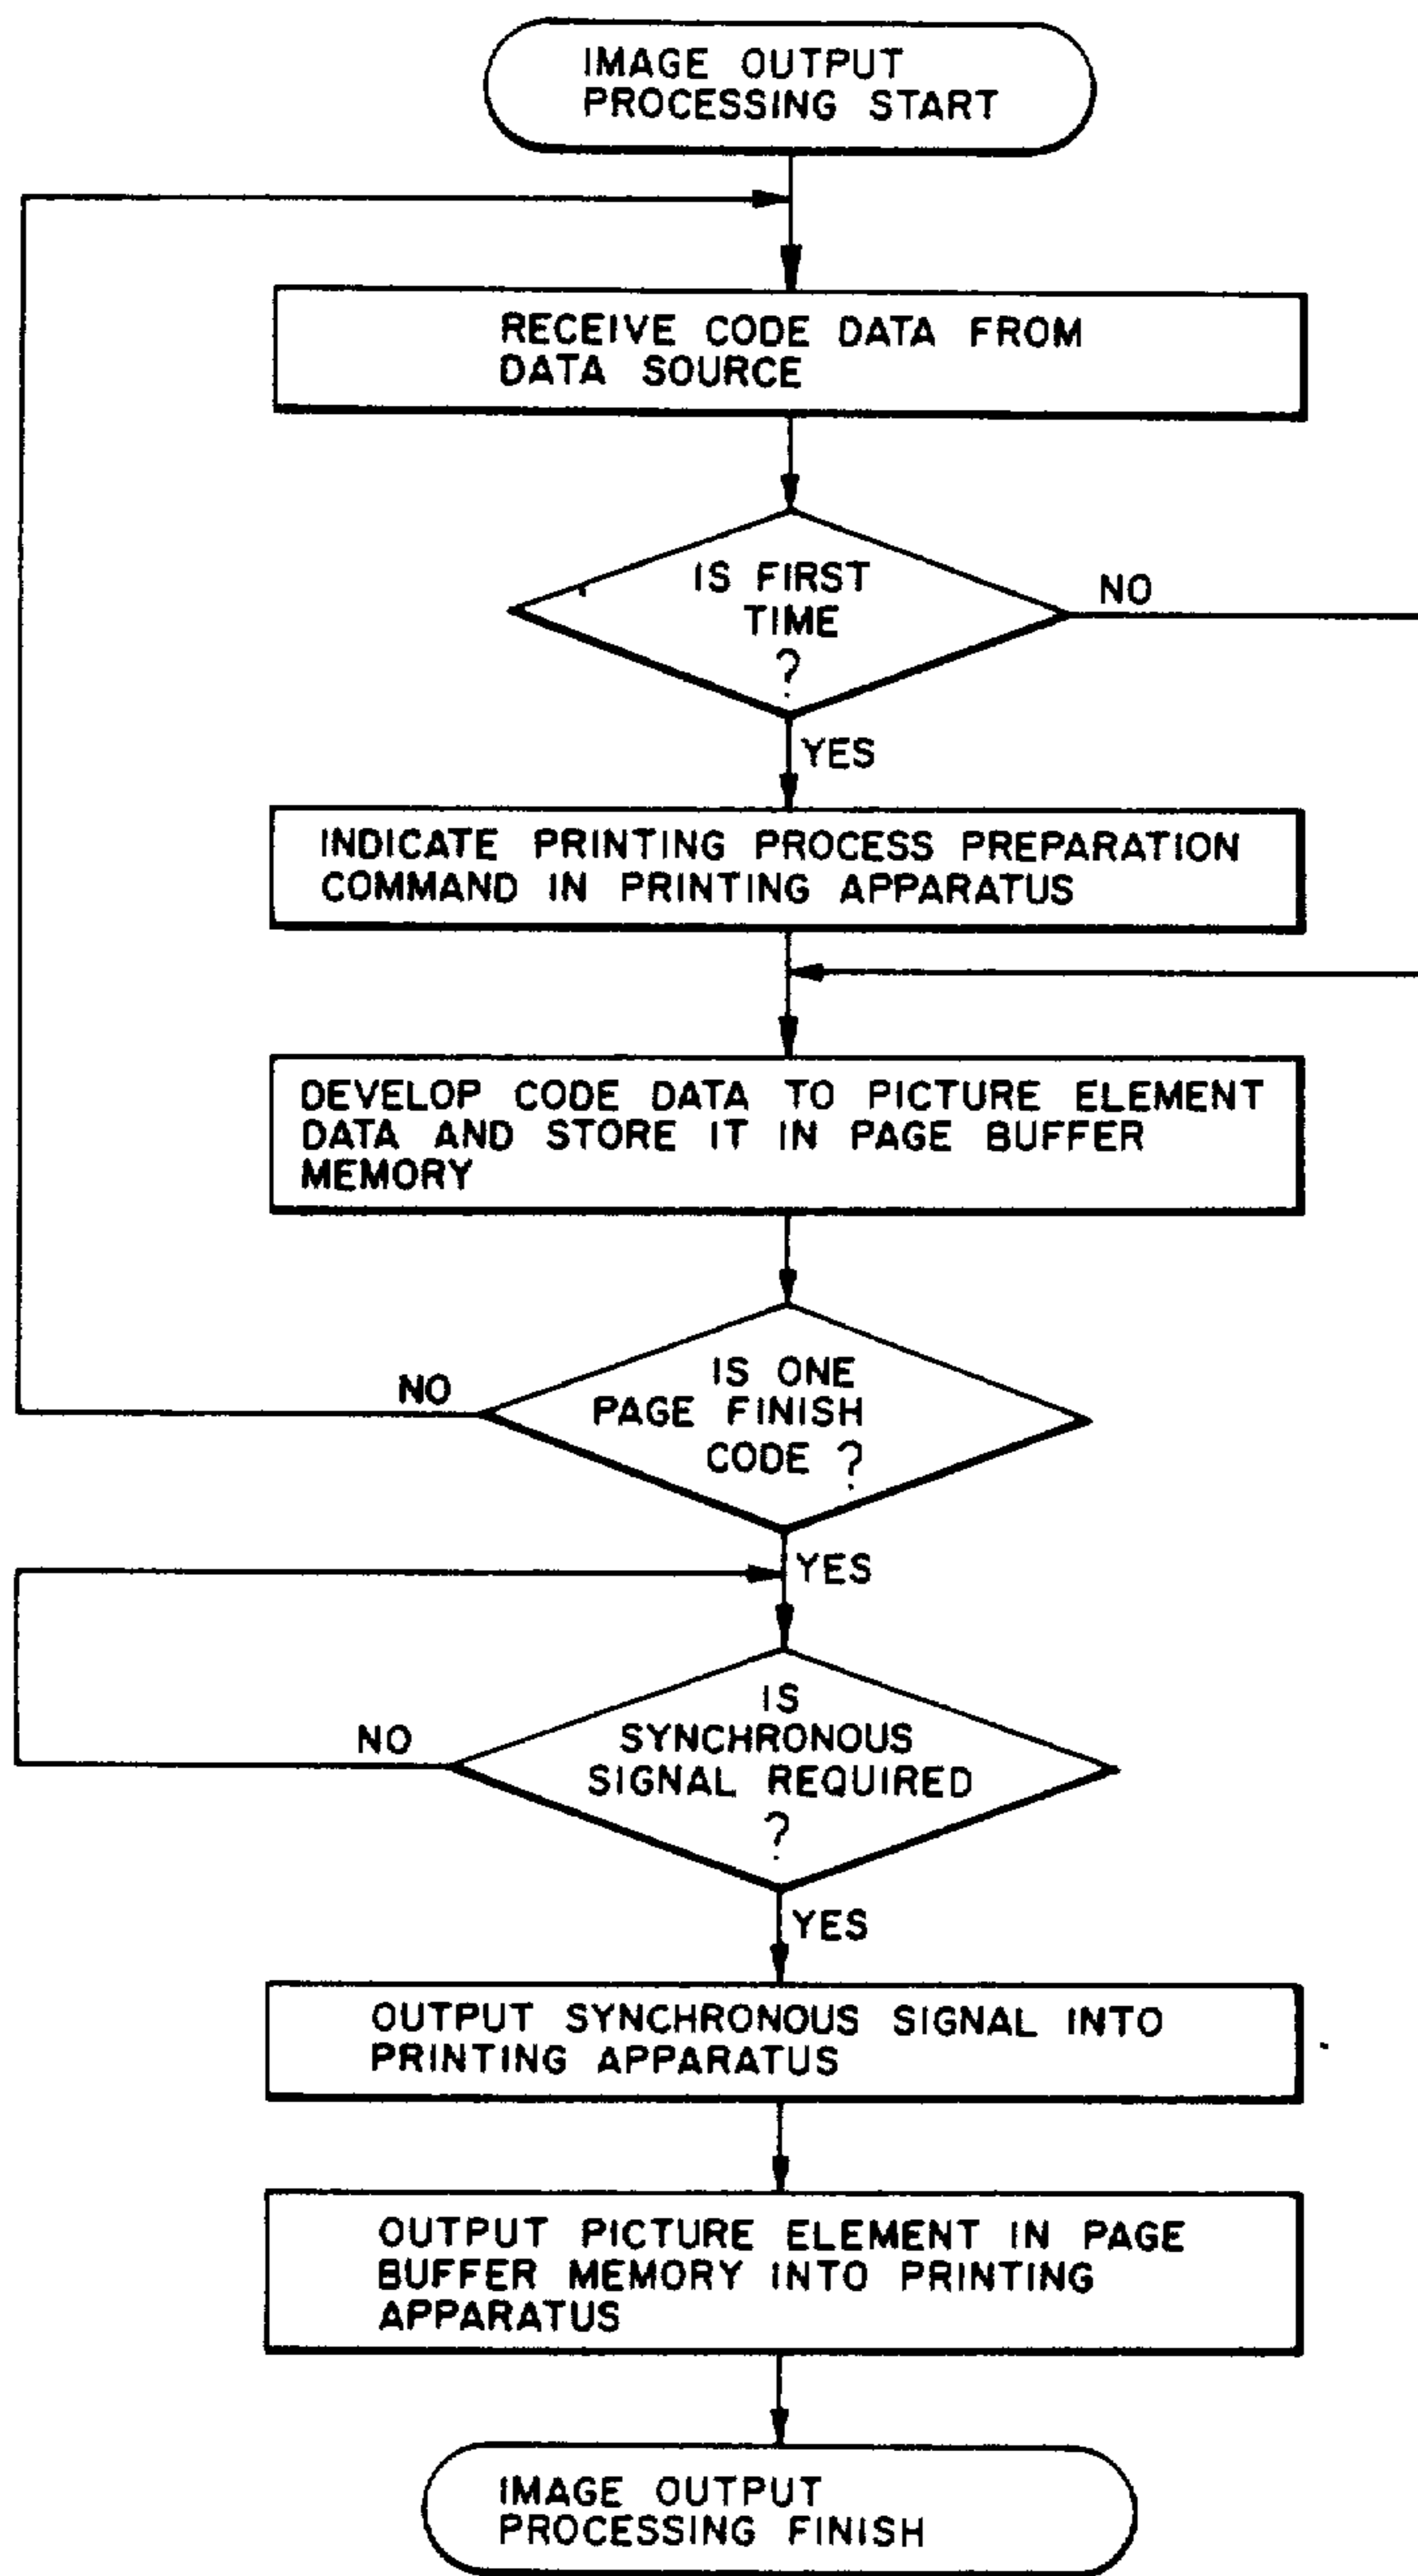 IMAGE OUTPUT
PROCESSING START
RECEIVE CODE DATA FROM
DATA SOURCE
IS FIRST
TIME
?
NO
YES
INDICATE PRINTING PROCESS PREPARATION
COMMAND IN PRINTING APPARATUS
DEVELOP CODE DATA TO PICTURE ELEMENT
DATA AND STORE IT IN PAGE BUFFER
MEMORY
IS ONE
PAGE FINISH
CODE ?
NO
YES
IS
SYNCHRONOUS
SIGNAL REQUIRED
?
NO
YES
OUTPUT SYNCHRONOUS SIGNAL INTO
PRINTING APPARATUS
OUTPUT PICTURE ELEMENT IN PAGE
BUFFER MEMORY INTO PRINTING
APPARATUS
IMAGE OUTPUT
PROCESSING FINISH